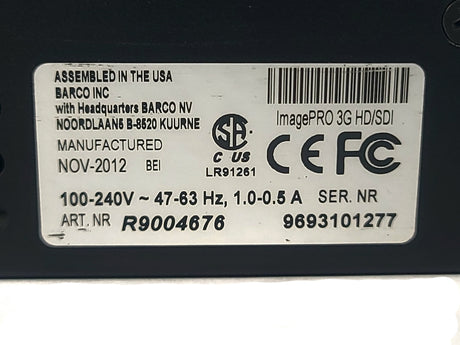 ASSEMBLED IN THE USA
BARCO INC
with Headquarters BARCO NV
NOORDLAAN5 B-8520 KUURNE
MANUFACTURED
NOV-2012 BEI
SA
C US
LR91261
ImagePRO 3G HD/SDI
CE FC
100-240V ~ 47-63 Hz, 1.0-0.5 A SER. NR
ART. NR R9004676 9693101277